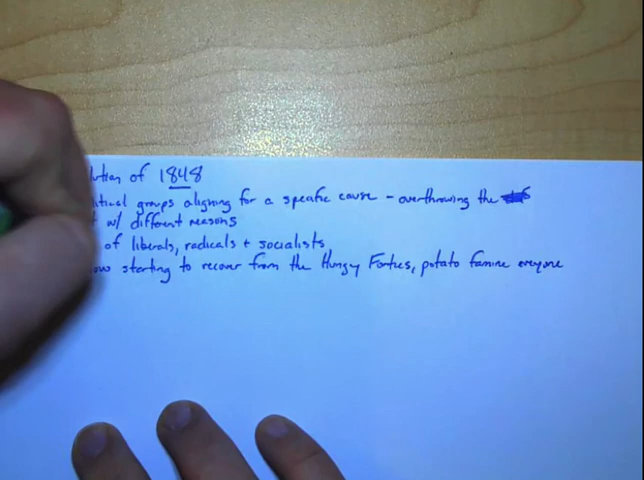 lution of 1848
itical groups aligning for a specific cause - overthrowing the
t w/ different reasons
of liberals, radicals + socialists
ow starting to recover from the Hungry Forties, potato famine everyone